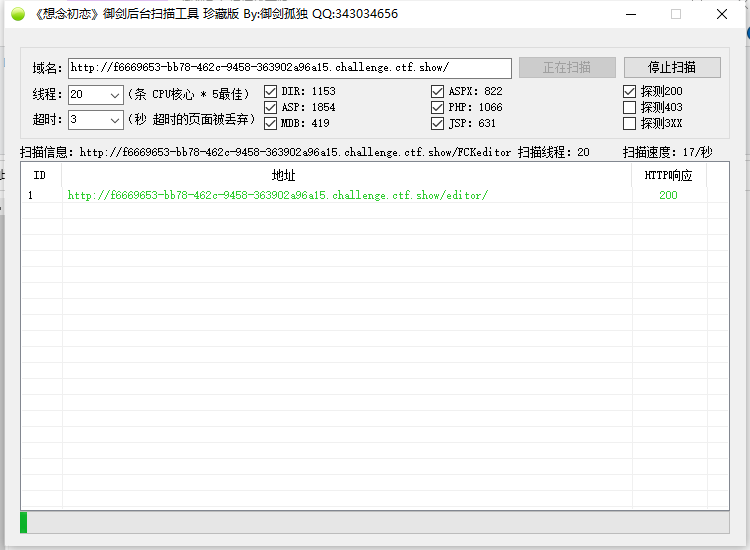 《想念初恋》御剑后台扫描工具 珍藏版 By:御剑孤独 QQ:343034656
域名: http://f6669653-bb78-462c-9458-363902a96a15.challenge.ctf.show/ 正在扫描 停止扫描
线程: 20 (条 CPU核心 * 5最佳) DIR: 1153 ASPX: 822 探测200
ASP: 1854 PHP: 1066 探测403
超时: 3 (秒 超时的页面被丢弃) MDB: 419 JSP: 631 探测3XX
扫描信息: http://f6669653-bb78-462c-9458-363902a96a15.challenge.ctf.show/FCKeditor 扫描线程: 20 扫描速度: 17/秒
ID 地址 HTTP响应
1 http://f6669653-bb78-462c-9458-363902a96a15.challenge.ctf.show/editor/ 200